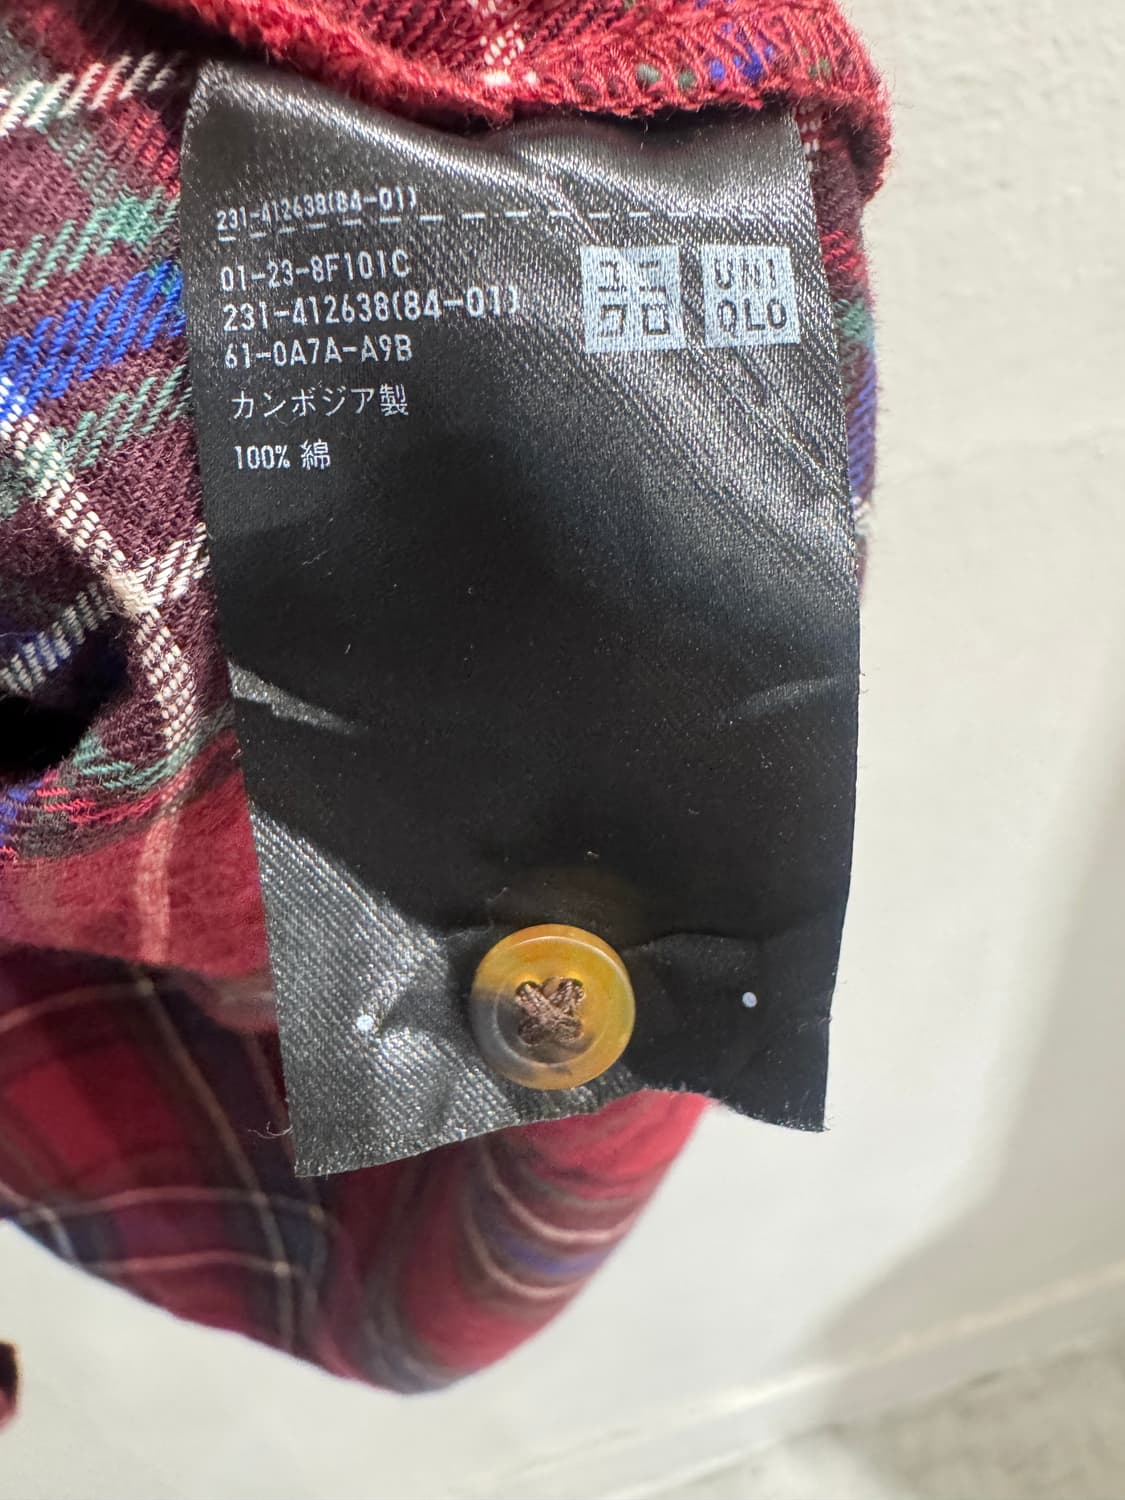 231-412638(84-01)
01-23-8F101C
231-412638(84-01)
61-0A7A-A9B
カンボジア製
100% 綿
ユニ
クロ
UNI
QLO